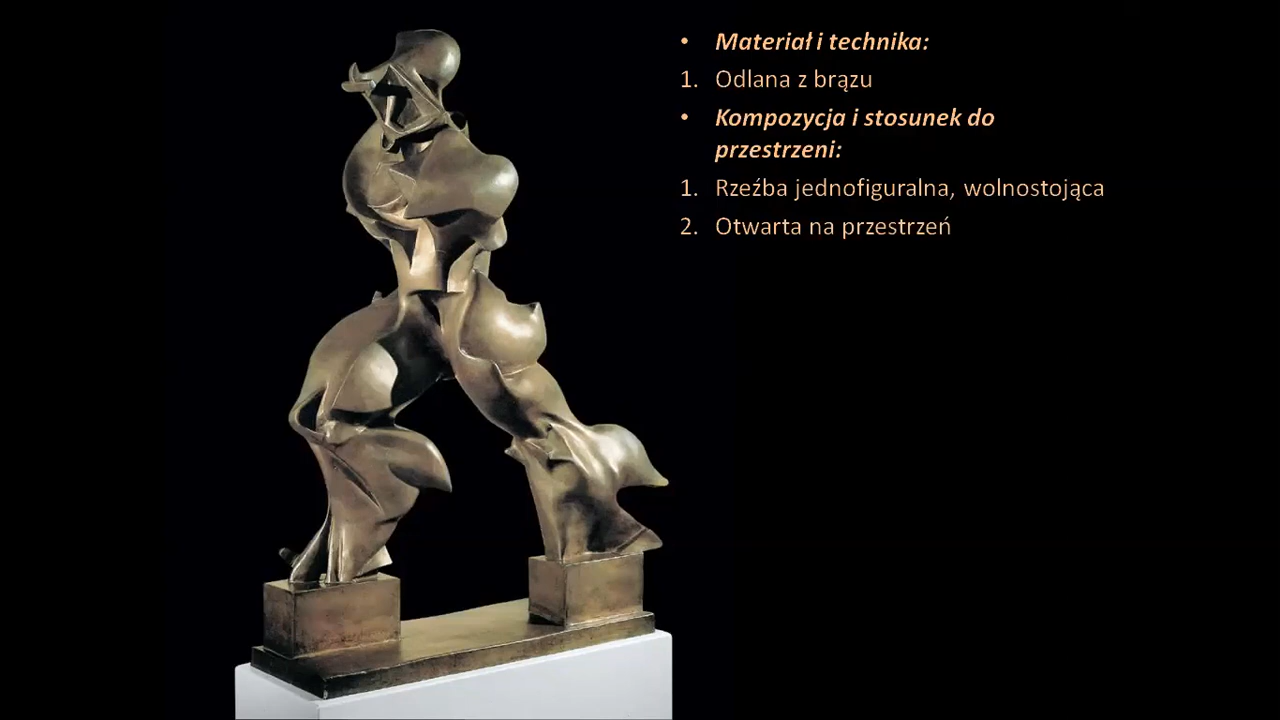 • Materiał i technika:
1. Odlana z brązu
• Kompozycja i stosunek do
przestrzeni:
1. Rzeźba jednofiguralna, wolnostojąca
2. Otwarta na przestrzeń